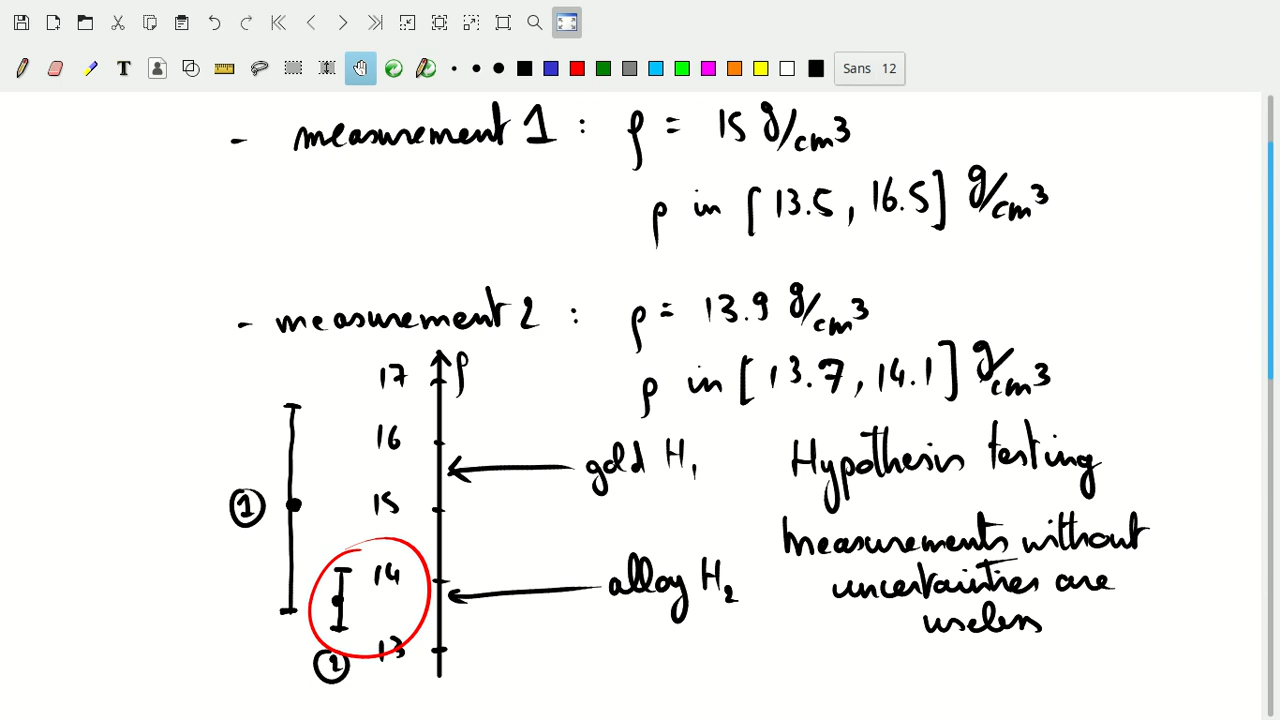 Sans 12
- measurement 1 : ρ = 15 g/cm3
ρ in [13.5, 16.5] g/cm3
- measurement 2 : ρ = 13.9 g/cm3
ρ in [13.7, 14.1] g/cm3
ρ
17
16
15
14
13
1
2
gold H1
alloy H2
Hypothesis testing
measurements without
uncertainties are
useless